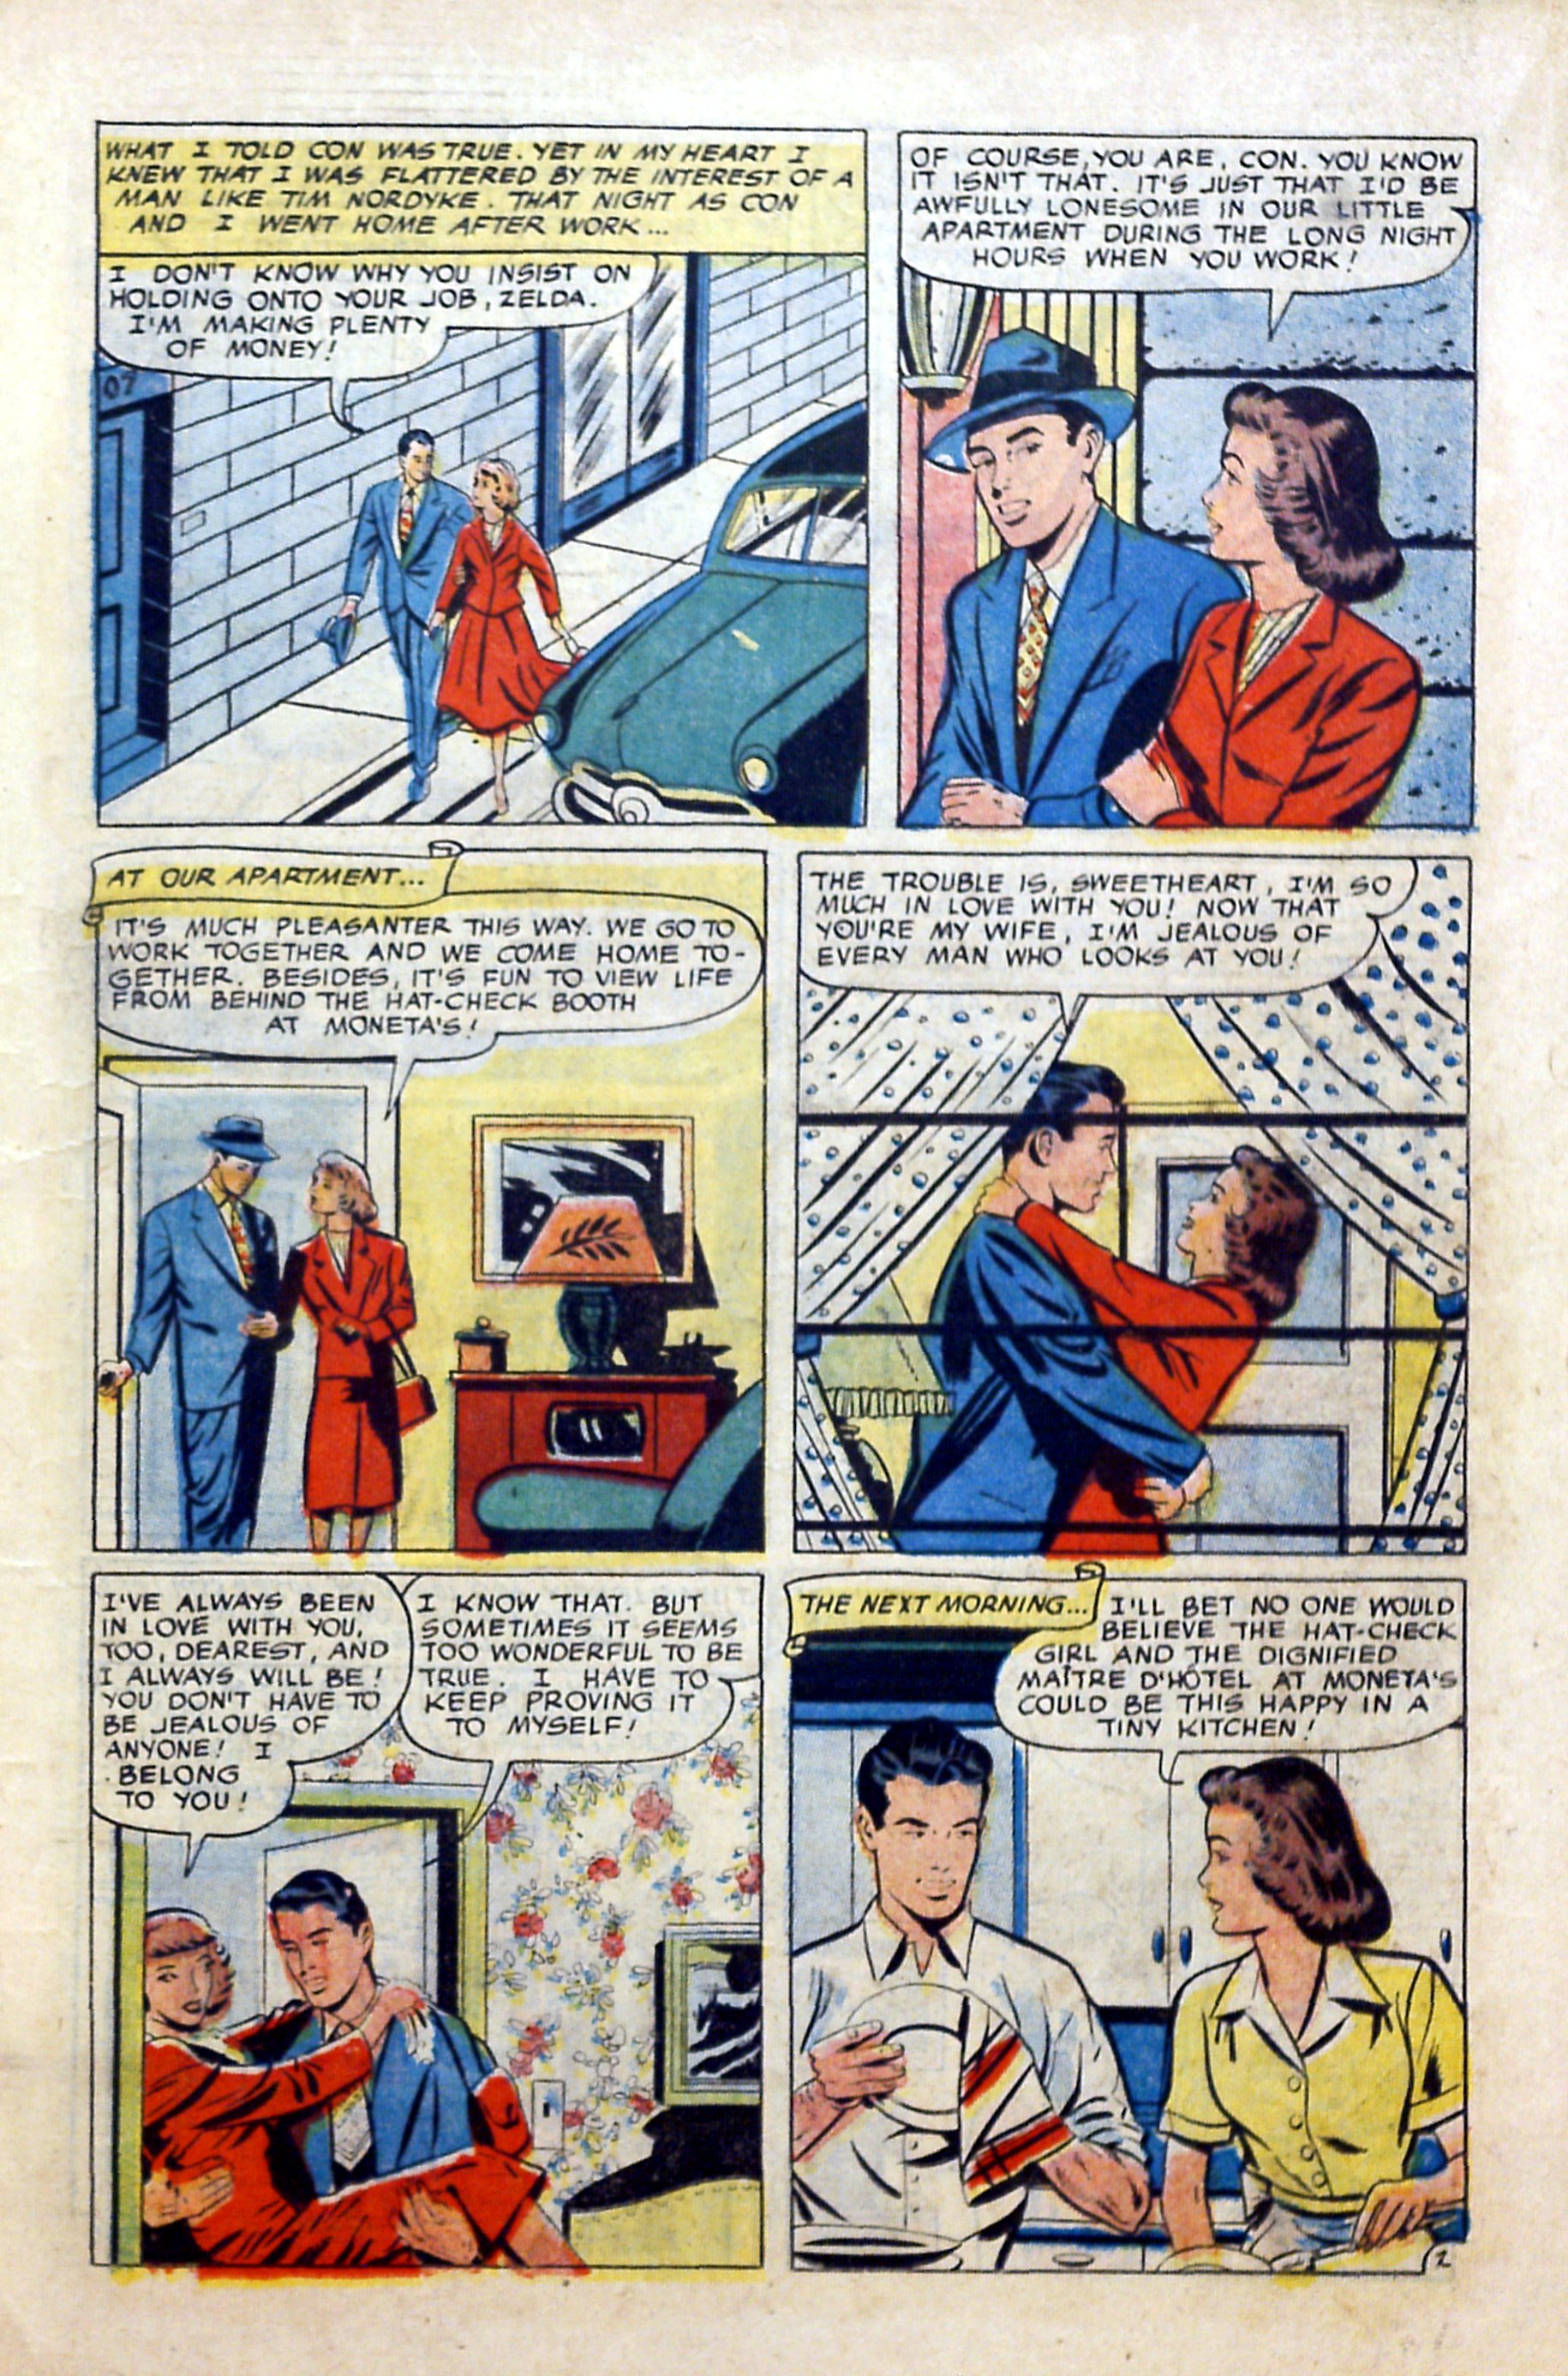 WHAT I TOLD CON WAS TRUE. YET IN MY HEART I
KNEW THAT I WAS FLATTERED BY THE INTEREST OF A
MAN LIKE TIM NORDYKE. THAT NIGHT AS CON
AND I WENT HOME AFTER WORK...
I DON'T KNOW WHY YOU INSIST ON
HOLDING ONTO YOUR JOB, ZELDA.
I'M MAKING PLENTY
OF MONEY!
07
OF COURSE, YOU ARE, CON. YOU KNOW
IT ISN'T THAT. IT'S JUST THAT I'D BE
AWFULLY LONESOME IN OUR LITTLE
APARTMENT DURING THE LONG NIGHT
HOURS WHEN YOU WORK!
AT OUR APARTMENT...
IT'S MUCH PLEASANTER THIS WAY. WE GO TO
WORK TOGETHER AND WE COME HOME TO-
GETHER. BESIDES, IT'S FUN TO VIEW LIFE
FROM BEHIND THE HAT-CHECK BOOTH
AT MONETA'S!
THE TROUBLE IS, SWEETHEART, I'M SO
MUCH IN LOVE WITH YOU! NOW THAT
YOU'RE MY WIFE, I'M JEALOUS OF
EVERY MAN WHO LOOKS AT YOU!
I'VE ALWAYS BEEN
IN LOVE WITH YOU,
TOO, DEAREST, AND
I ALWAYS WILL BE!
YOU DON'T HAVE TO
BE JEALOUS OF
ANYONE! I
BELONG
TO YOU!
I KNOW THAT. BUT
SOMETIMES IT SEEMS
TOO WONDERFUL TO BE
TRUE. I HAVE TO
KEEP PROVING IT
TO MYSELF!
THE NEXT MORNING...
I'LL BET NO ONE WOULD
BELIEVE THE HAT-CHECK
GIRL AND THE DIGNIFIED
MAÎTRE D'HÔTEL AT MONETA'S
COULD BE THIS HAPPY IN A
TINY KITCHEN!
2